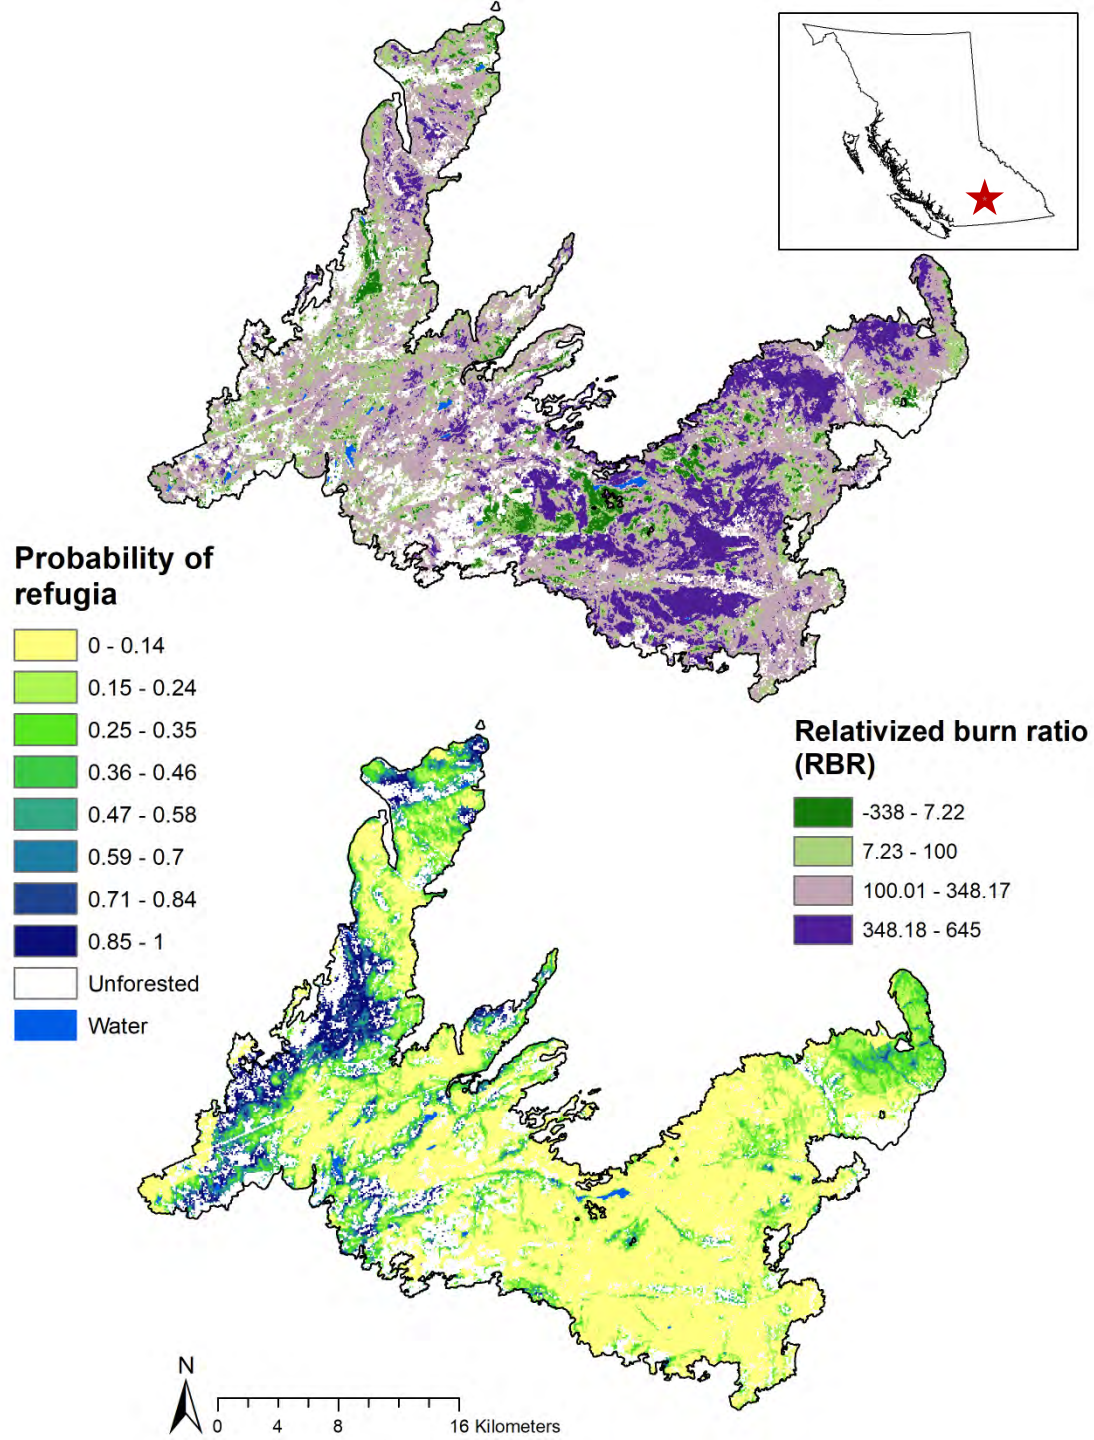 Probability of
refugia
0 - 0.14
0.15 - 0.24
0.25 - 0.35
0.36 - 0.46
0.47 - 0.58
0.59 - 0.7
0.71 - 0.84
0.85 - 1
Unforested
Water
Relativized burn ratio
(RBR)
-338 - 7.22
7.23 - 100
100.01 - 348.17
348.18 - 645
N
0 4 8 16 Kilometers